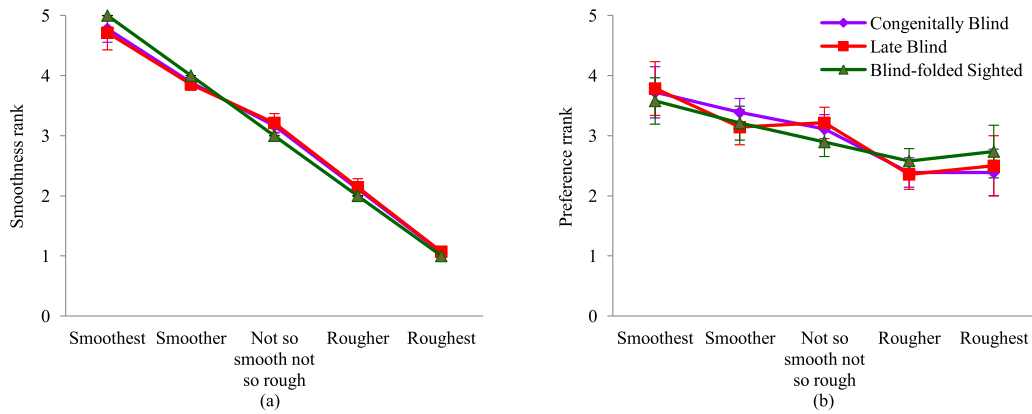 5
4
3
2
1
0
Smoothness rank
Smoothest
Smoother
Not so
smooth not
so rough
Rougher
Roughest
(a)
5
4
3
2
1
0
Preference rank
Congenitally Blind
Late Blind
Blind-folded Sighted
Smoothest
Smoother
Not so
smooth not
so rough
Rougher
Roughest
(b)